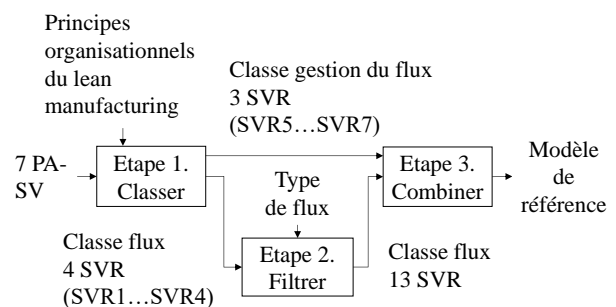 Principes
organisationnels
du lean
manufacturing
Classe gestion du flux
3 SVR
(SVR5…SVR7)
7 PA-
SV
Etape 1.
Classer
Type
de flux
Etape 3.
Combiner
Modèle
de
référence
Classe flux
4 SVR
(SVR1…SVR4)
Etape 2.
Filtrer
Classe flux
13 SVR